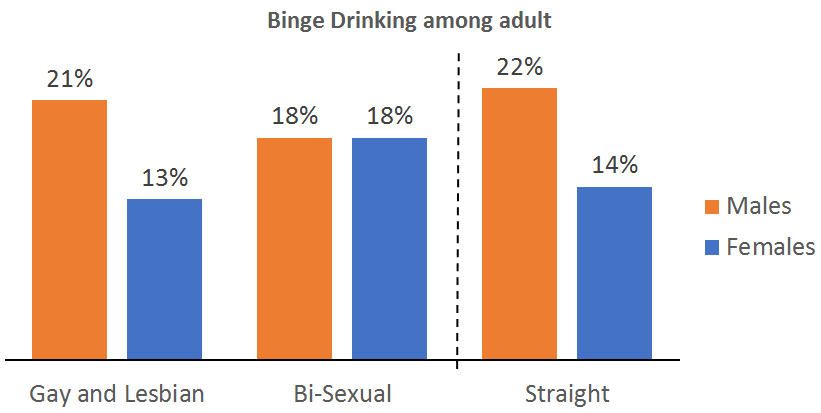 Binge Drinking among adult
21%
13%
18%
18%
22%
14%
Males
Females
Gay and Lesbian
Bi-Sexual
Straight